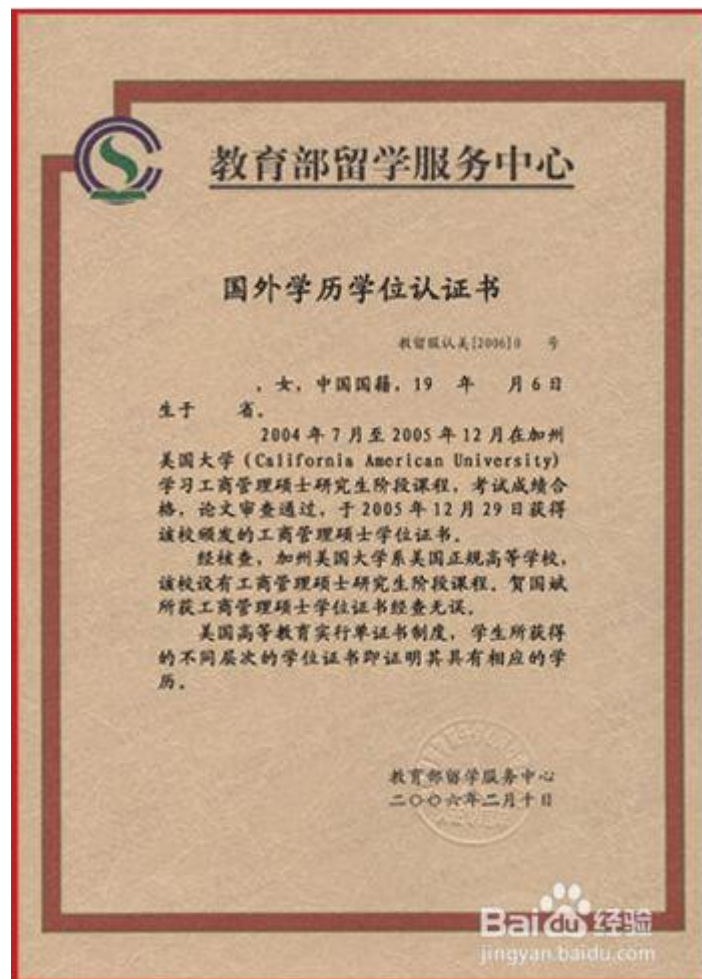 教育部留学服务中心
国外学历学位认证书
教留服认美[2006]0 号
，女，中国国籍，19 年 月6日
生于 省。
2004年7月至2005年12月在加州
美国大学（California American University）
学习工商管理硕士研究生阶段课程，考试成绩合
格，论文审查通过，于2005年12月29日获得
该校颁发的工商管理硕士学位证书。
经核查，加州美国大学系美国正规高等学校，
该校设有工商管理硕士研究生阶段课程。贺国斌
所获工商管理硕士学位证书经查无误。
美国高等教育实行单证书制度，学生所获得
的不同层次的学位证书即证明其具有相应的学
历。
教育部留学服务中心
二〇〇六年二月十日
Baidu 经验
jingyan.baidu.com